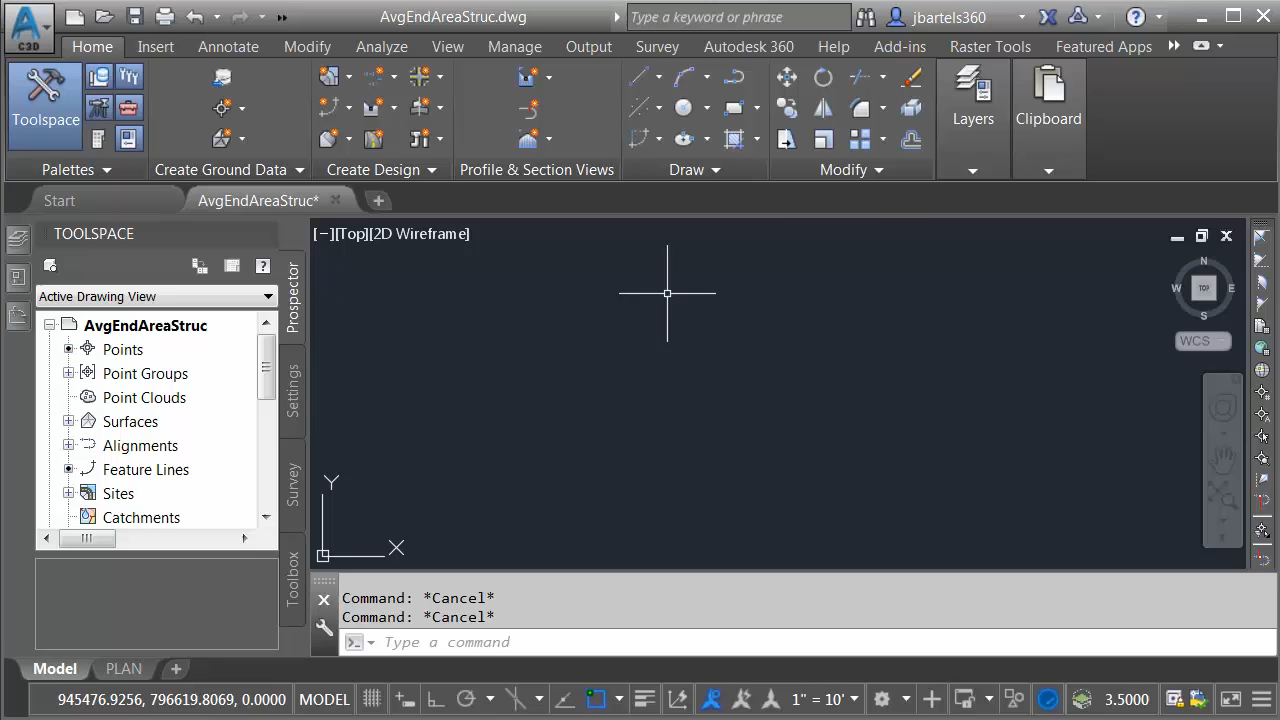 AvgEndAreaStruc.dwg
Type a keyword or phrase
jbartels360
C3D
Home Insert Annotate Modify Analyze View Manage Output Survey Autodesk 360 Help Add-ins Raster Tools Featured Apps
Toolspace
Layers
Clipboard
Palettes Create Ground Data Create Design Profile & Section Views Draw Modify
Start AvgEndAreaStruc*
TOOLSPACE
[−][Top][2D Wireframe]
Active Drawing View
AvgEndAreaStruc
Points
Point Groups
Point Clouds
Surfaces
Alignments
Feature Lines
Sites
Catchments
Prospector
Settings
Survey
Toolbox
N
W TOP E
S
WCS
Y
X
Command: *Cancel*
Command: *Cancel*
Type a command
Model PLAN
945476.9256, 796619.8069, 0.0000 MODEL 1" = 10' 3.5000